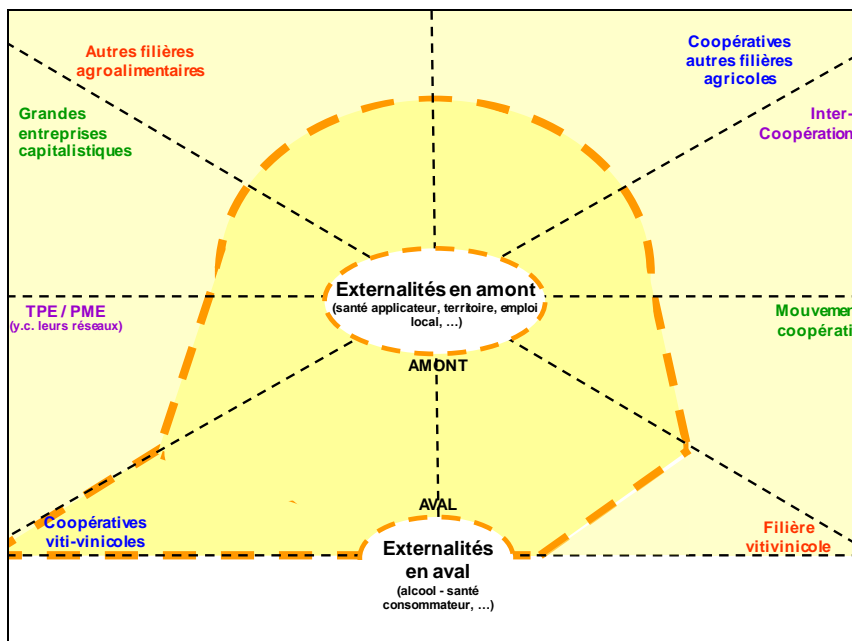 Autres filières
agroalimentaires
Coopératives
autres filières
agricoles
Grandes
entreprises
capitalistiques
Inter-
Coopération
Externalités en amont
(santé applicateur, territoire, emploi
local, ...)
TPE / PME
(y.c. leurs réseaux)
Mouvemen
coopérati
AMONT
AVAL
Coopératives
viti-vinicoles
Externalités
en aval
(alcool - santé
consommateur, ...)
Filière
vitivinicole